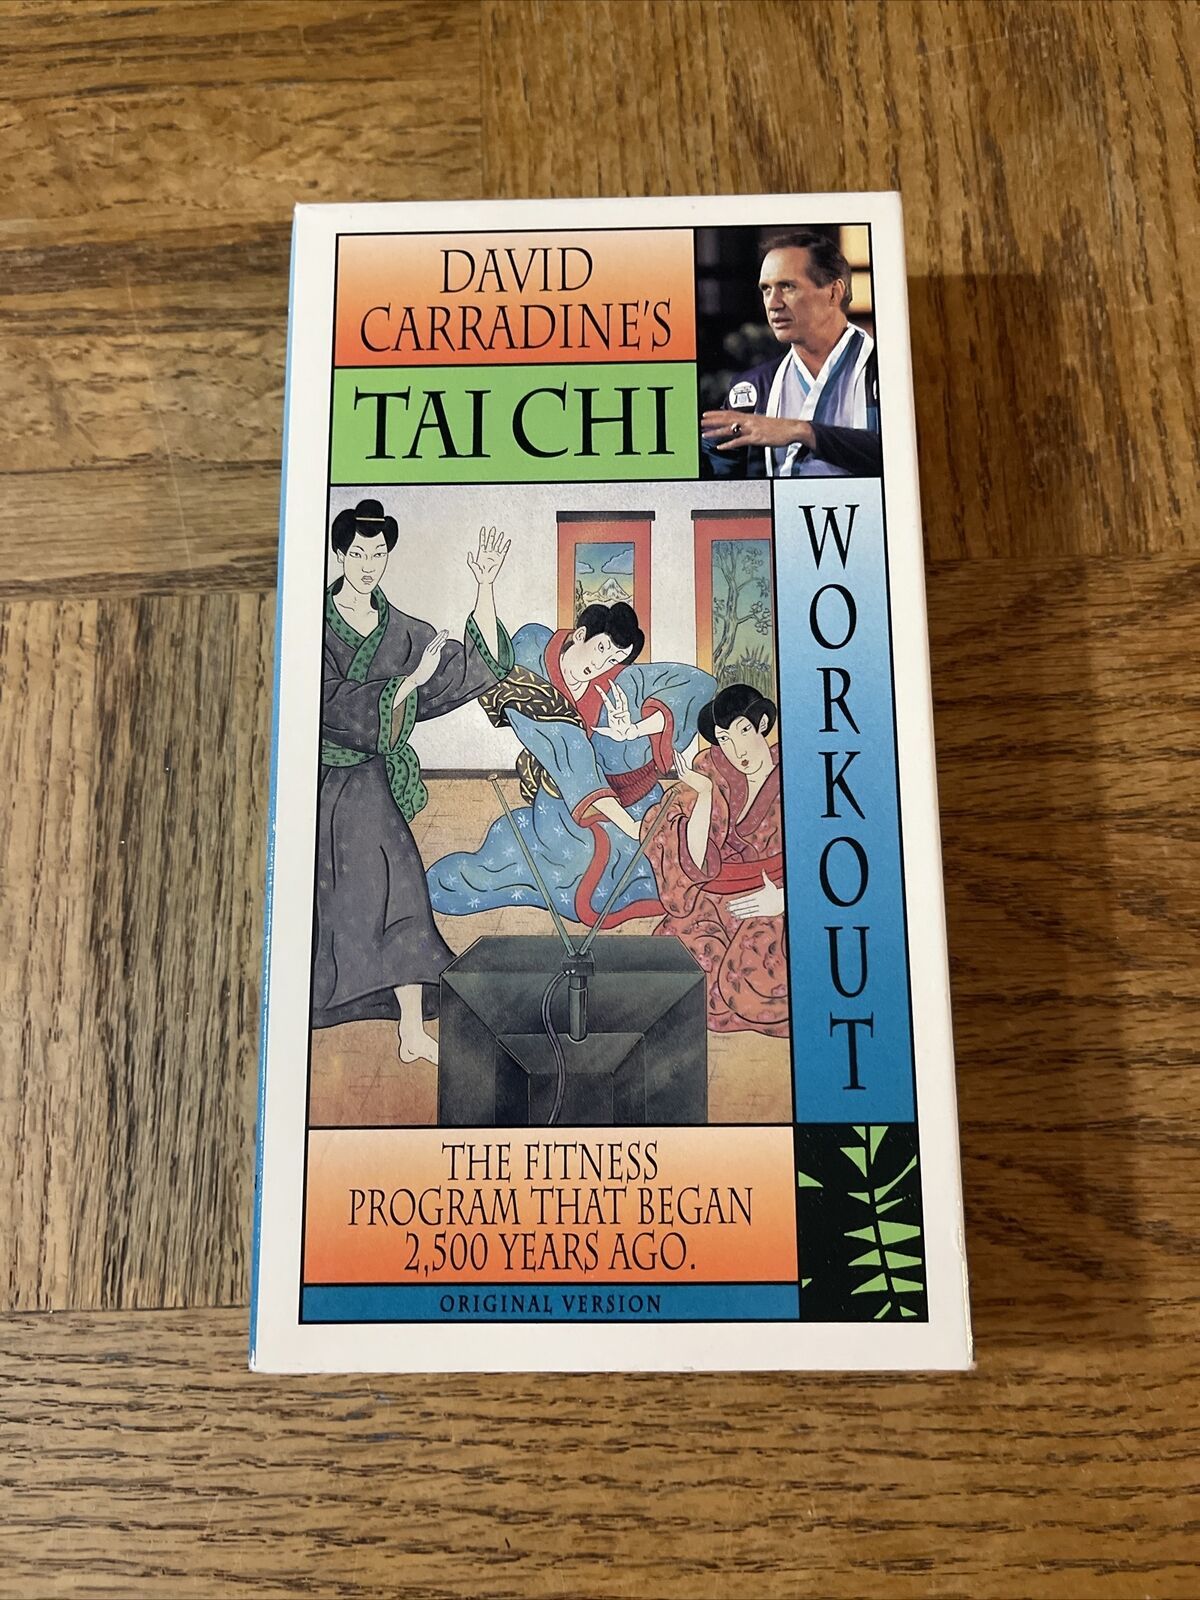 DAVID
CARRADINE'S
TAI CHI
WORKOUT
THE FITNESS
PROGRAM THAT BEGAN
2,500 YEARS AGO.
ORIGINAL VERSION